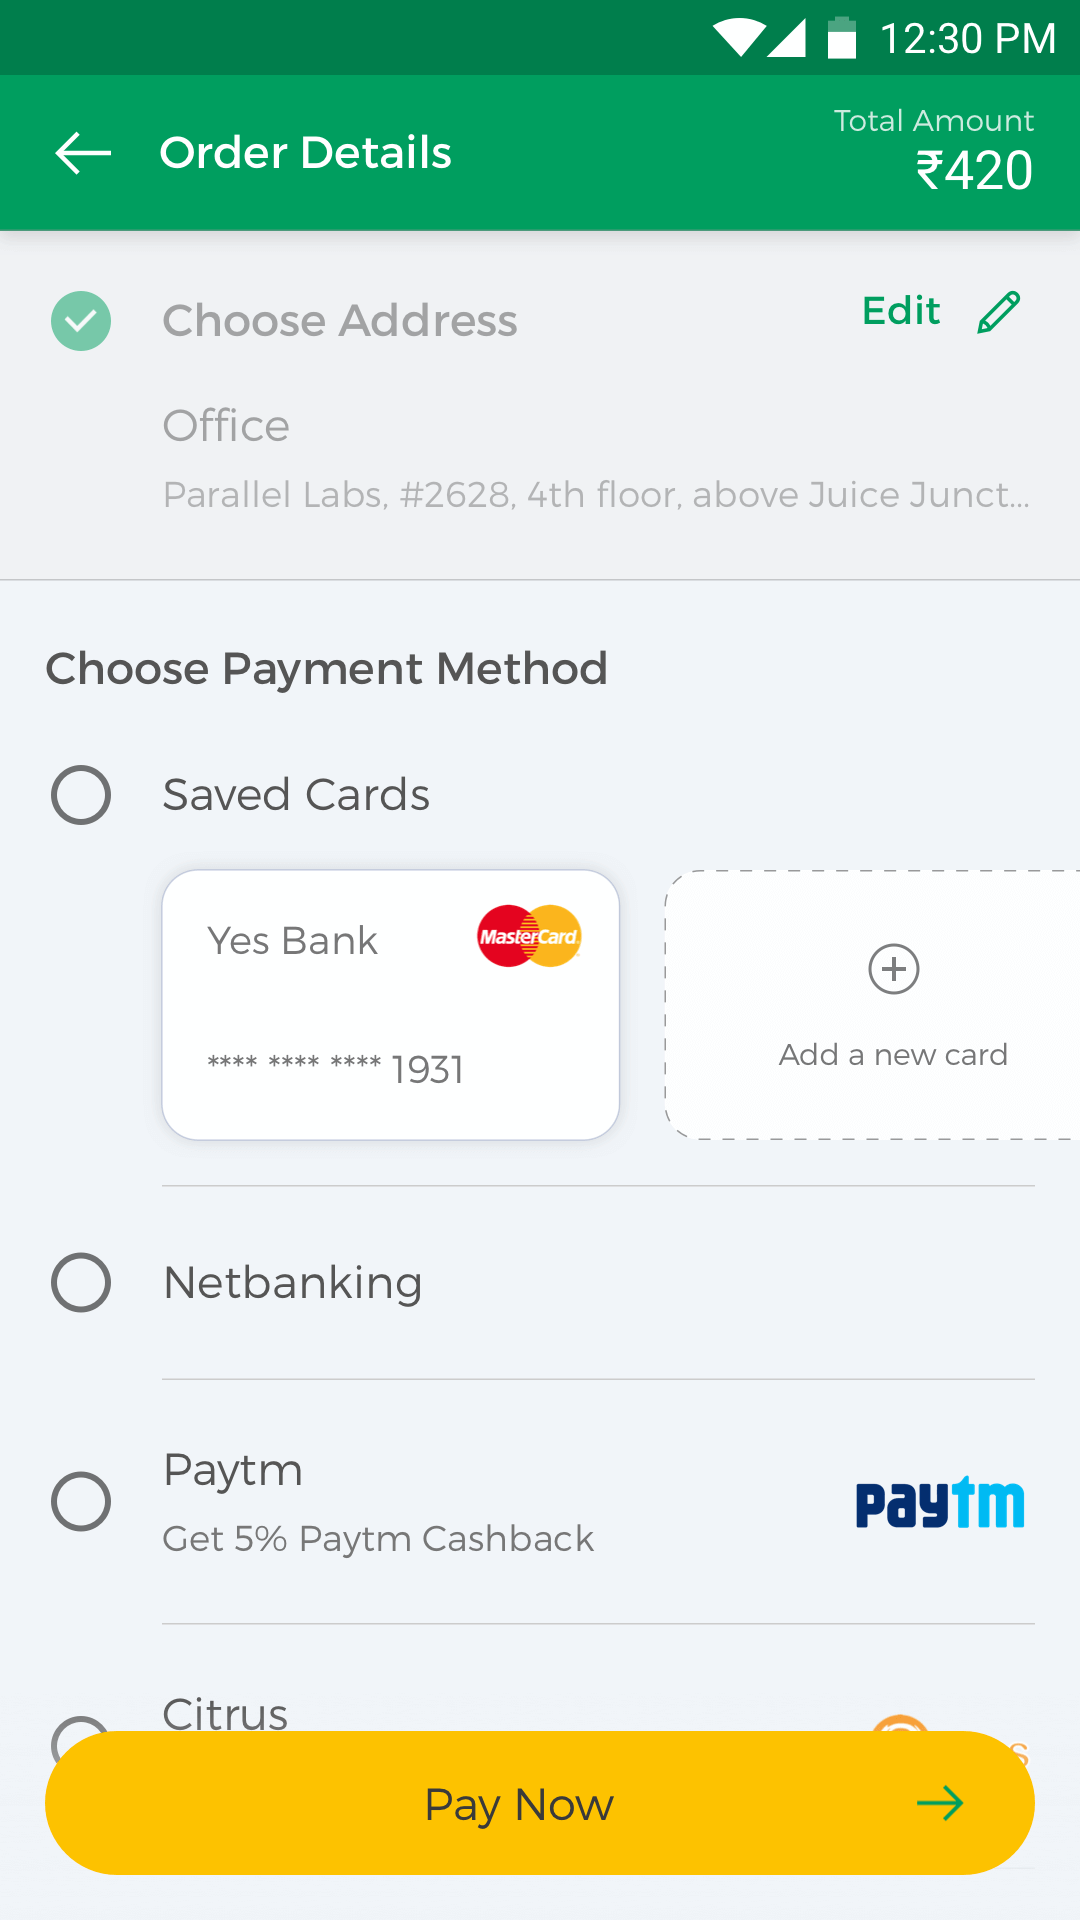 12:30 PM
Order Details
Total Amount
₹420
Choose Address
Edit
Office
Parallel Labs, #2628, 4th floor, above Juice Junct...
Choose Payment Method
Saved Cards
Yes Bank
MasterCard
**** **** **** 1931
Add a new card
Netbanking
Paytm
Get 5% Paytm Cashback
paytm
Citrus
Pay Now